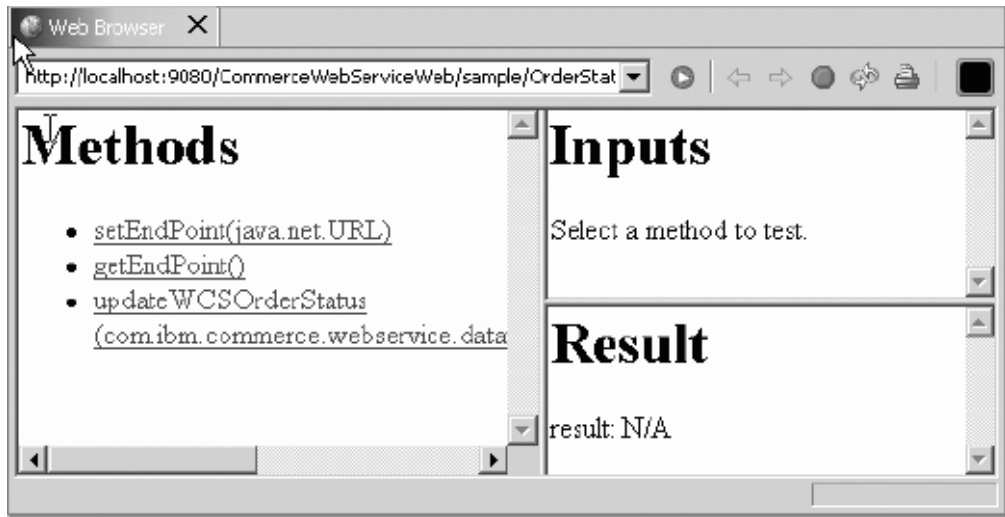 Web Browser
http://localhost:9080/CommerceWebServiceWeb/sample/OrderStat
Methods
setEndPoint(java.net.URL)
getEndPoint()
updateWCSOrderStatus
(com.ibm.commerce.webservice.data
Inputs
Select a method to test.
Result
result: N/A